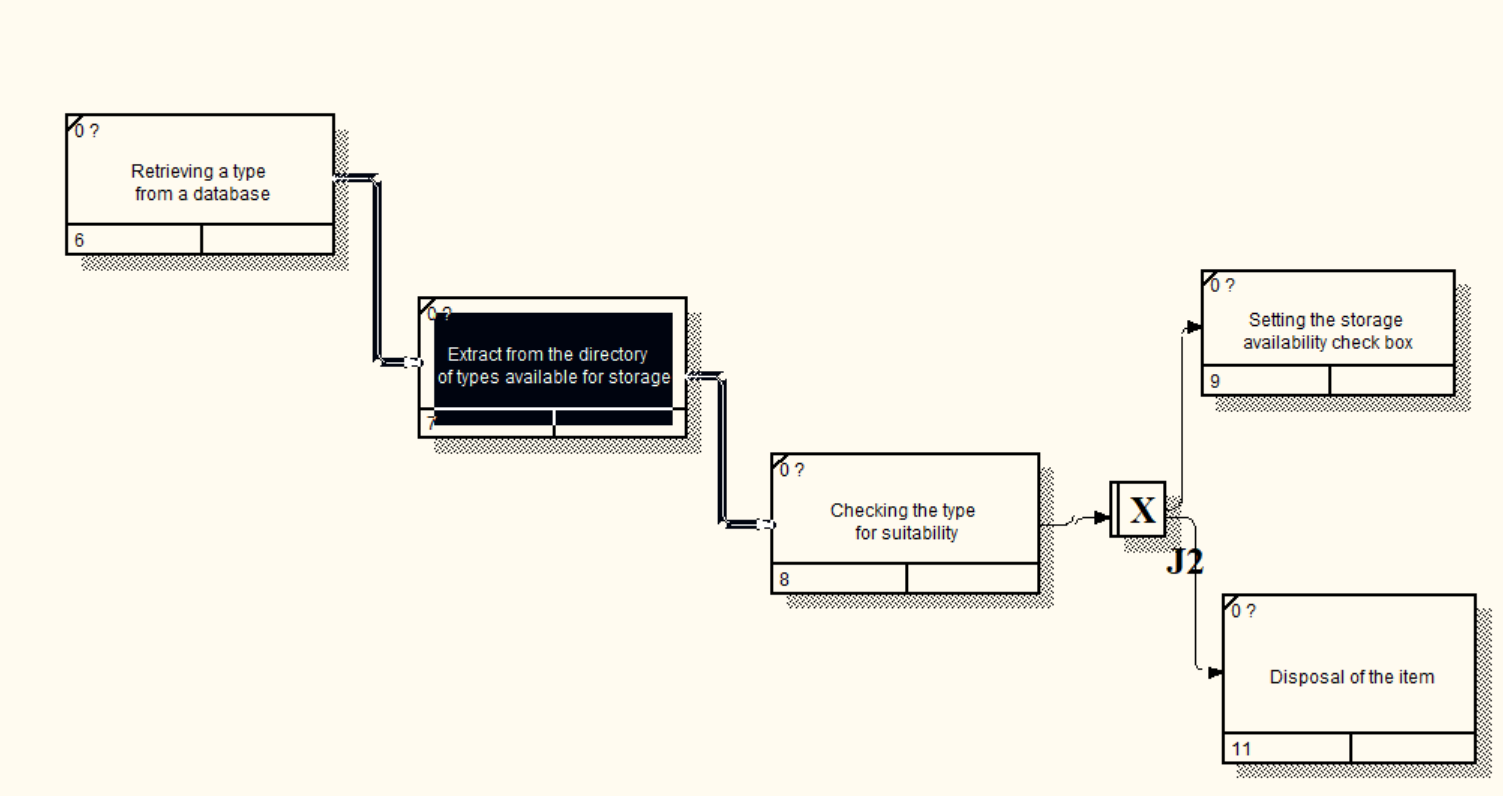 0 ?
Retrieving a type
from a database
6
0 ?
Extract from the directory
of types available for storage
7
0 ?
Checking the type
for suitability
8
X
J2
0 ?
Setting the storage
availability check box
9
0 ?
Disposal of the item
11